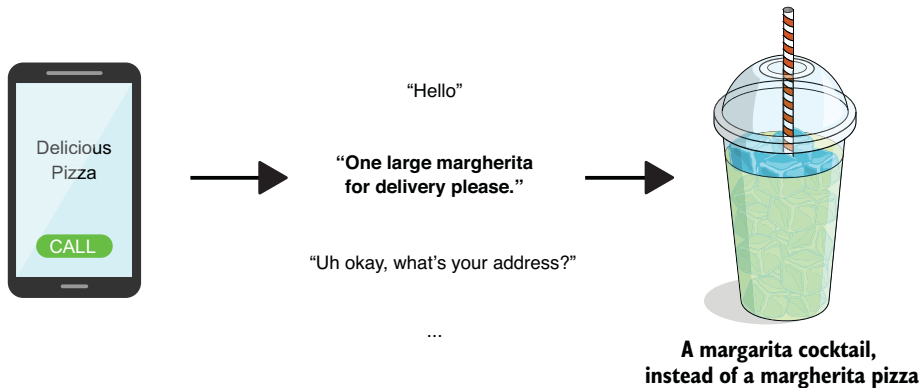 Delicious
Pizza
CALL
“Hello”
“One large margherita
for delivery please.”
“Uh okay, what’s your address?”
...
A margarita cocktail,
instead of a margherita pizza